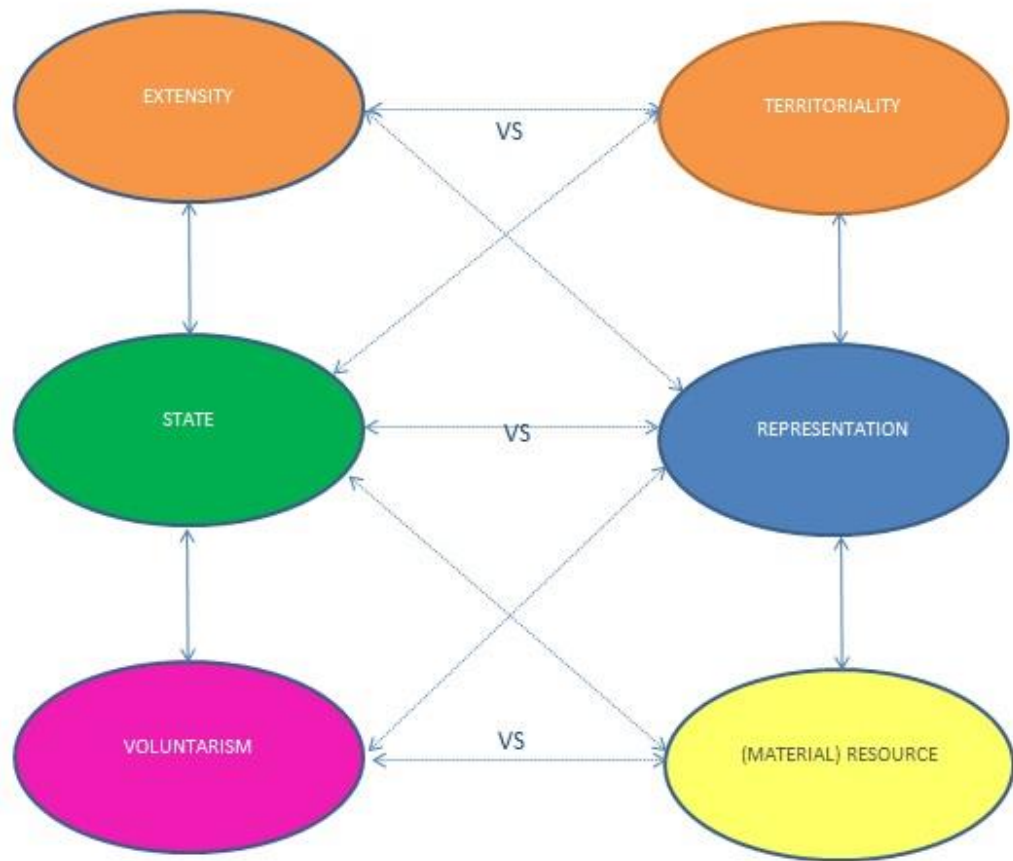 EXTENSITY
VS
TERRITORIALITY
STATE
VS
REPRESENTATION
VOLUNTARISM
VS
(MATERIAL) RESOURCE